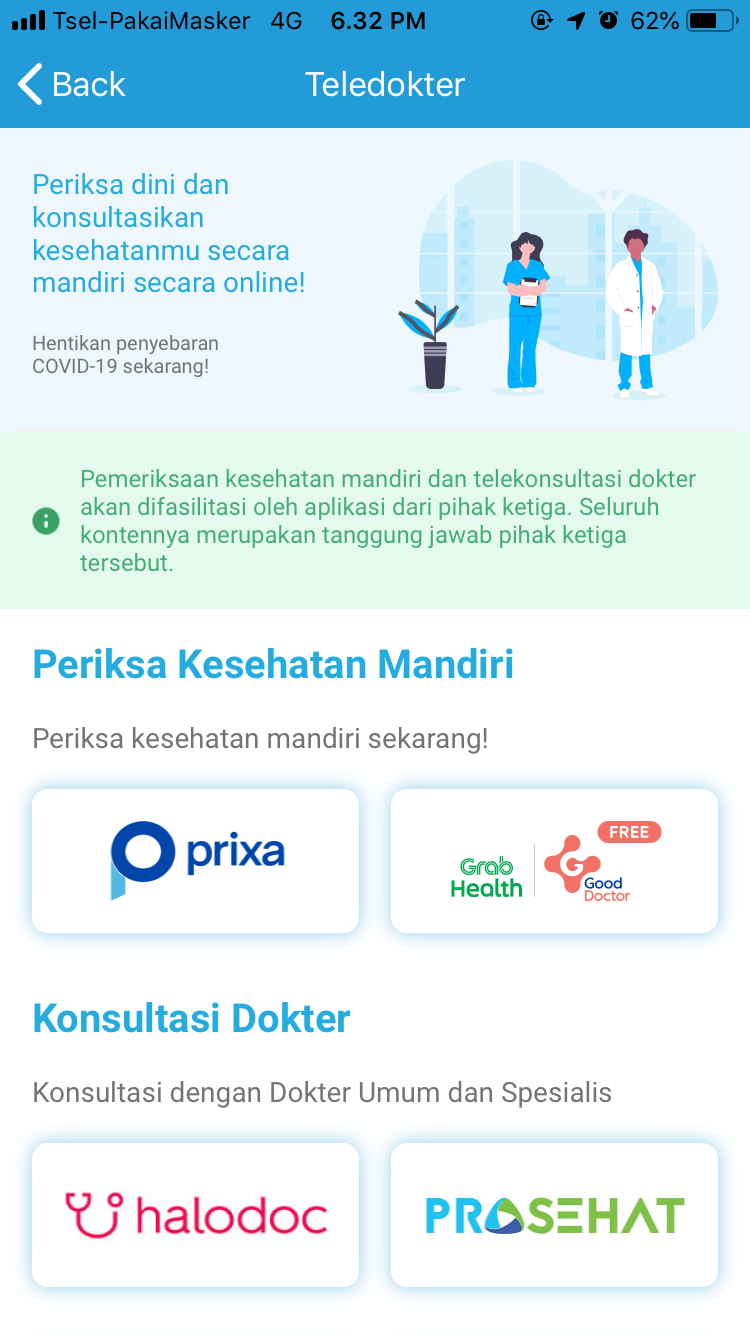 Tsel-PakaiMasker 4G 6.32 PM 62%
Back Teledokter
Periksa dini dan
konsultasikan
kesehatanmu secara
mandiri secara online!
Hentikan penyebaran
COVID-19 sekarang!
Pemeriksaan kesehatan mandiri dan telekonsultasi dokter
akan difasilitasi oleh aplikasi dari pihak ketiga. Seluruh
kontennya merupakan tanggung jawab pihak ketiga
tersebut.
Periksa Kesehatan Mandiri
Periksa kesehatan mandiri sekarang!
prixa
Grab
Health
G
FREE
Good
Doctor
Konsultasi Dokter
Konsultasi dengan Dokter Umum dan Spesialis
halodoc
PROSEHAT